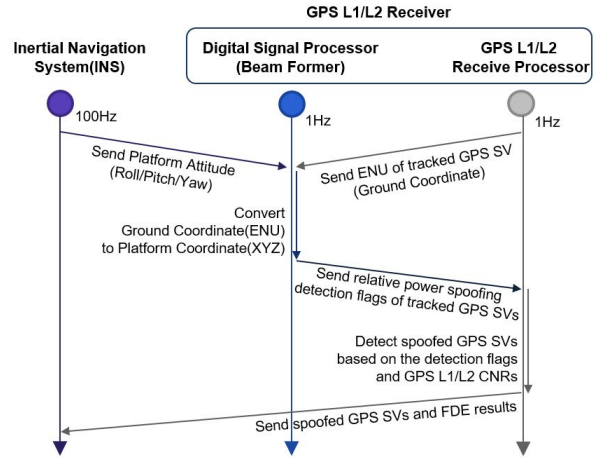 GPS L1/L2 Receiver
Inertial Navigation
System(INS)
Digital Signal Processor
(Beam Former)
GPS L1/L2
Receive Processor
100Hz
1Hz
1Hz
Send Platform Attitude
(Roll/Pitch/Yaw)
Send ENU of tracked GPS SV
(Ground Coordinate)
Convert
Ground Coordinate(ENU)
to Platform Coordinate(XYZ)
Send relative power spoofing
detection flags of tracked GPS SVs
Detect spoofed GPS SVs
based on the detection flags
and GPS L1/L2 CNRs
Send spoofed GPS SVs and FDE results